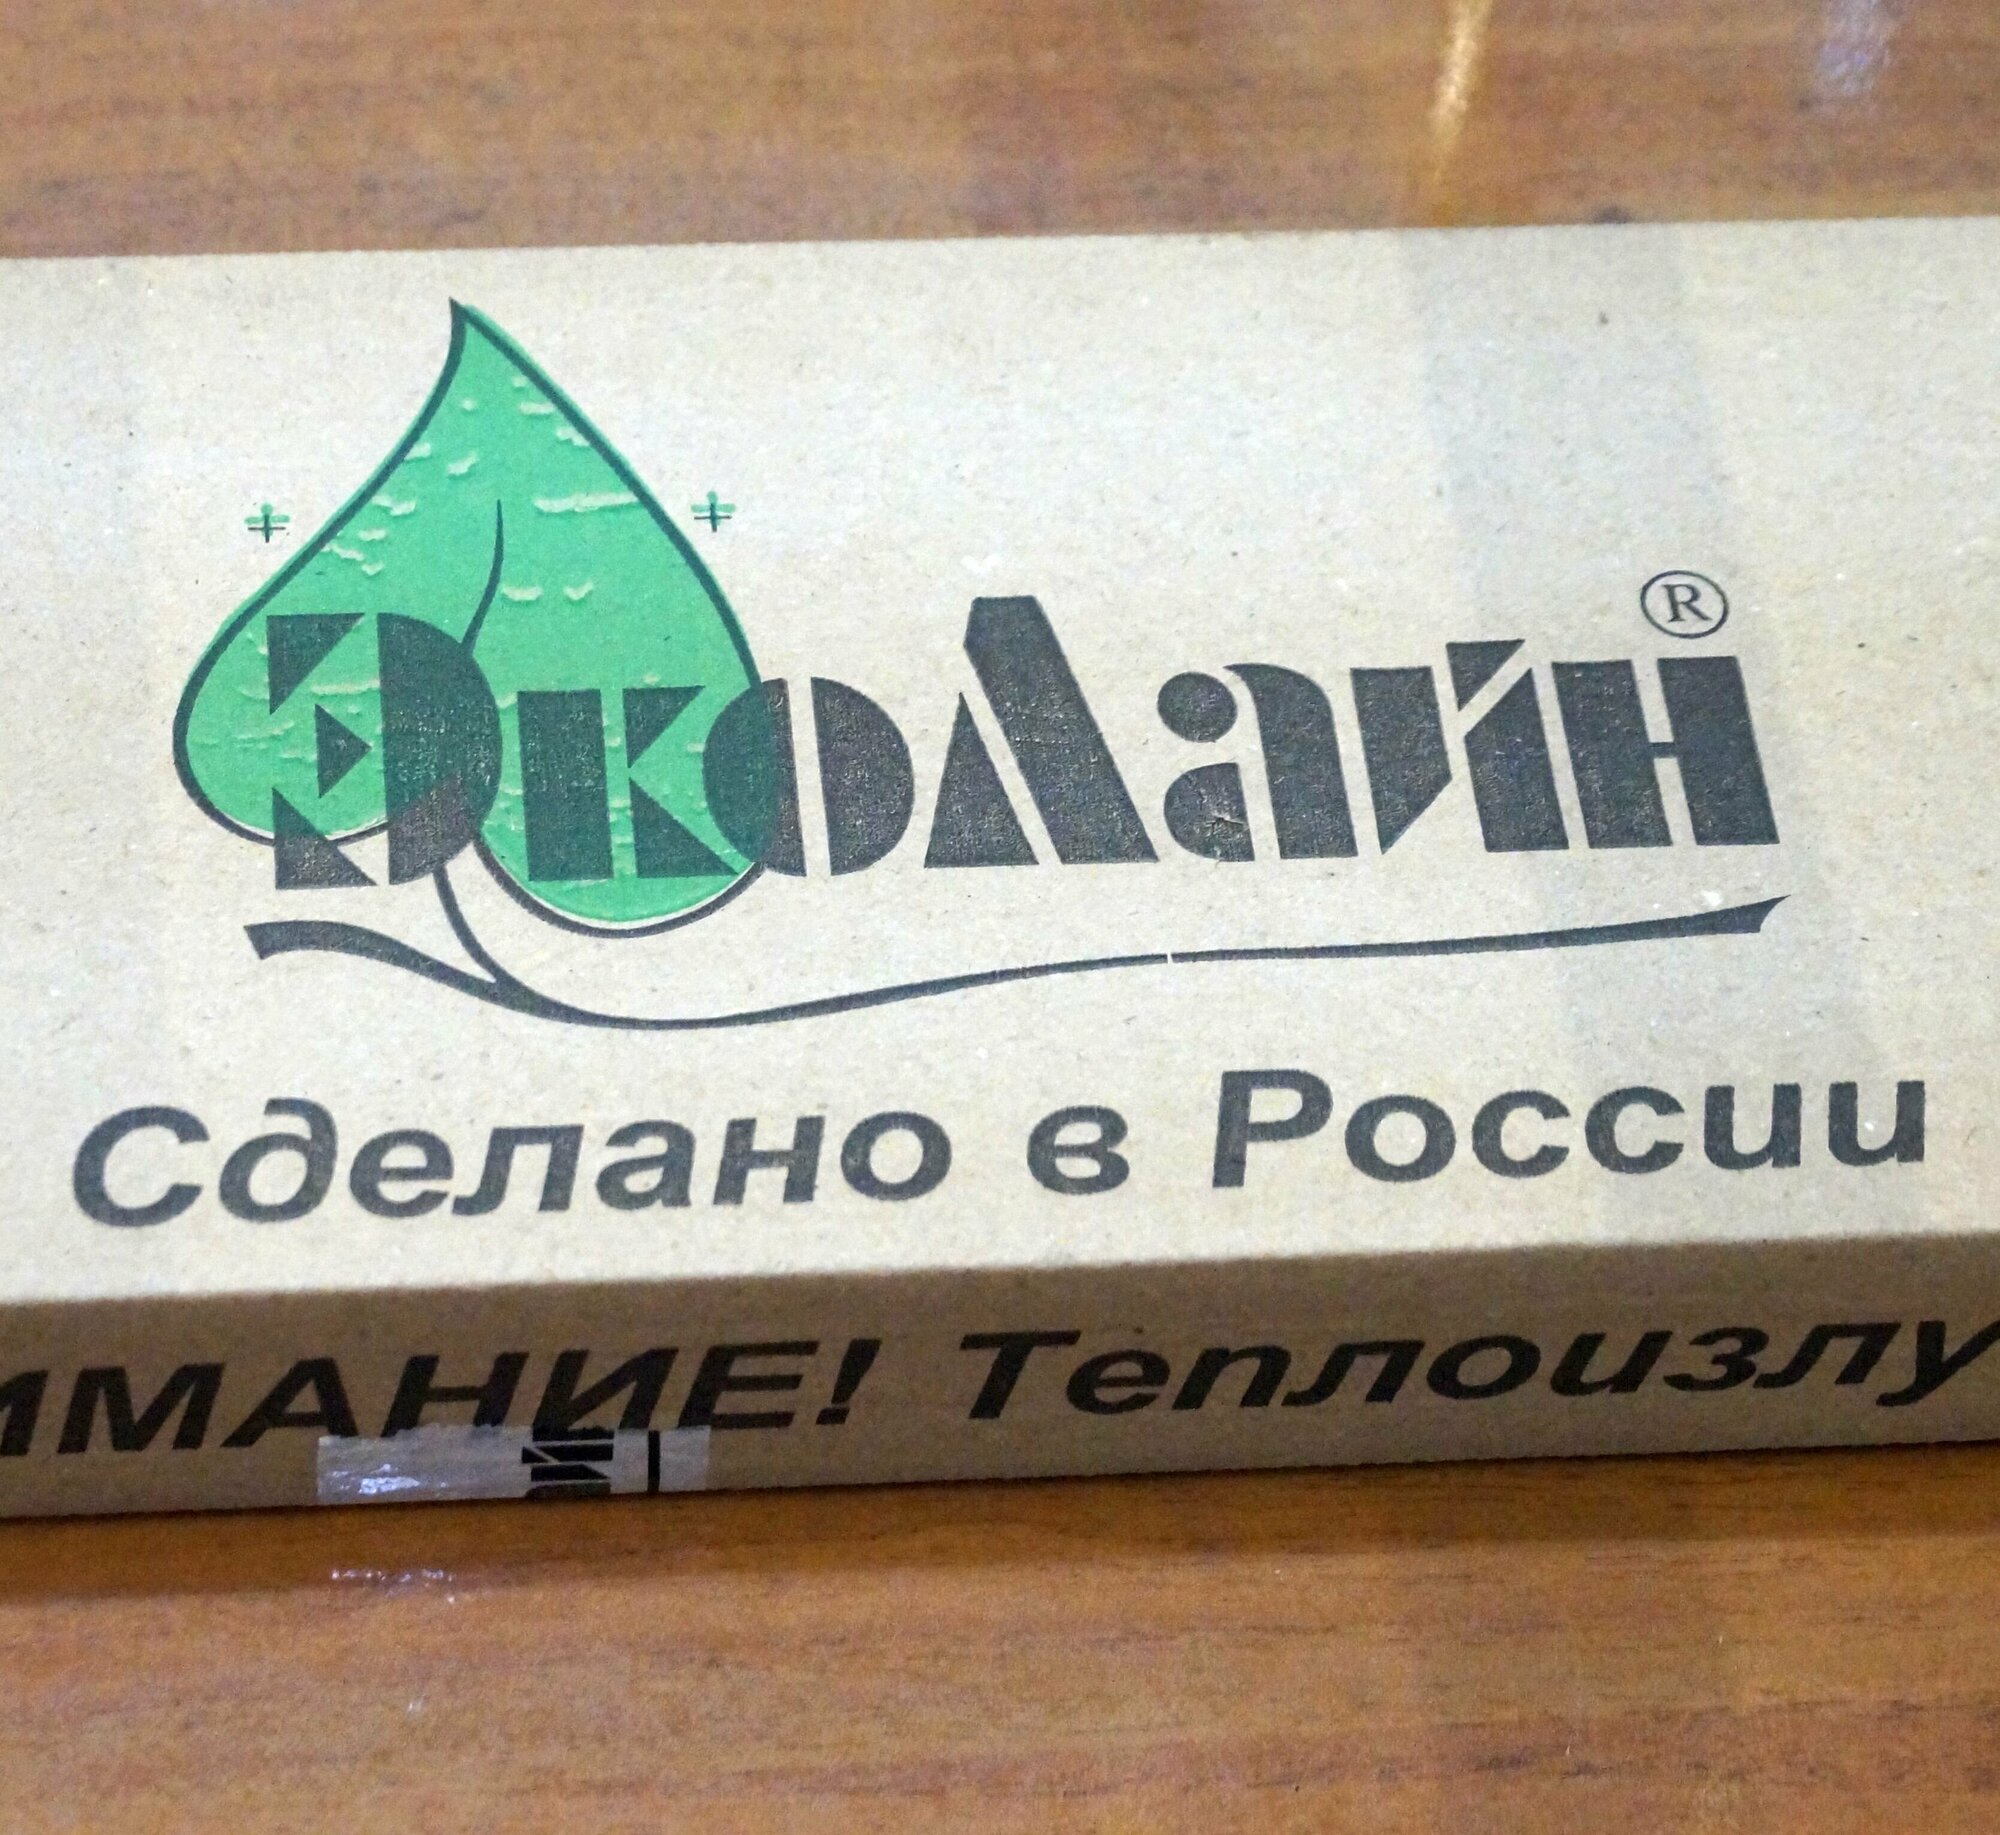 ЭкоЛайн ®
Сделано в России
ИМАНИЕ! Теплоизлу